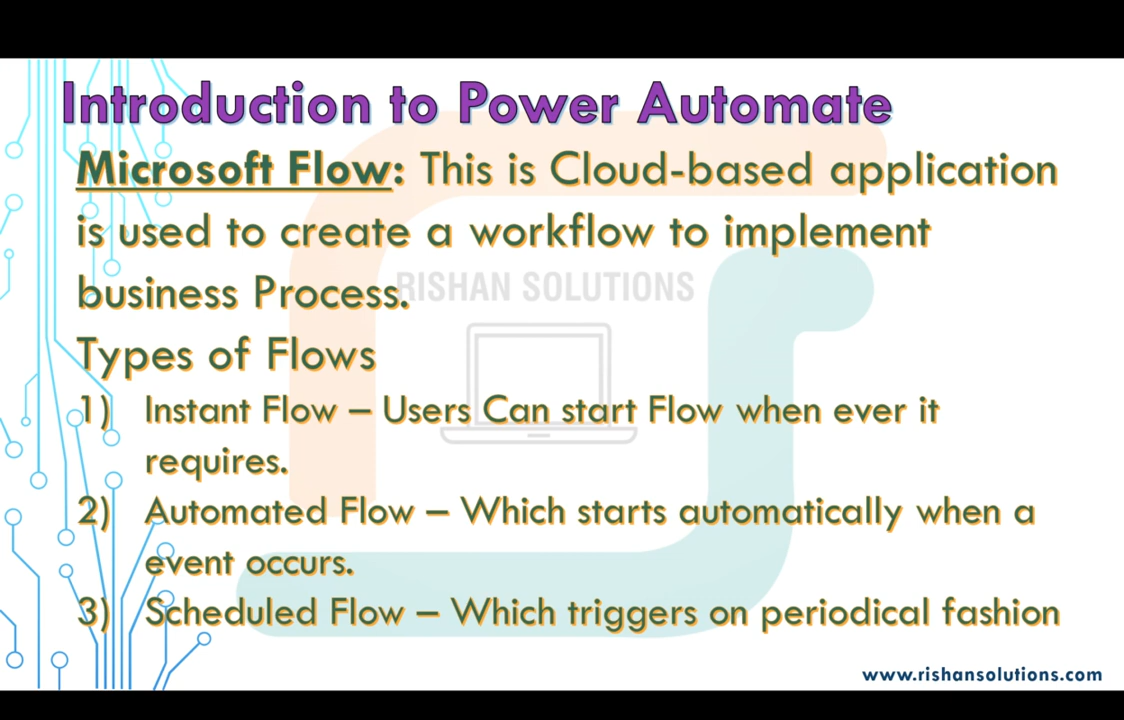 Introduction to Power Automate
Microsoft Flow: This is Cloud-based application
is used to create a workflow to implement
business Process.
RISHAN SOLUTIONS
Types of Flows
1) Instant Flow – Users Can start Flow when ever it
requires.
2) Automated Flow – Which starts automatically when a
event occurs.
3) Scheduled Flow – Which triggers on periodical fashion
www.rishansolutions.com